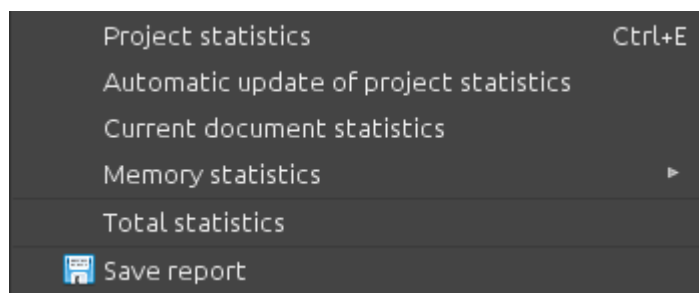 Project statistics Ctrl+E
Automatic update of project statistics
Current document statistics
Memory statistics
Total statistics
Save report